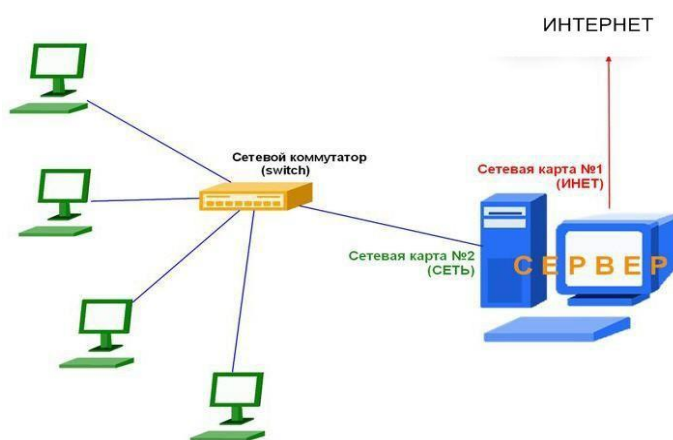 ИНТЕРНЕТ
Сетевой коммутатор
(switch)
Сетевая карта №1
(ИНЕТ)
Сетевая карта №2
(СЕТЬ)
СЕРВЕР